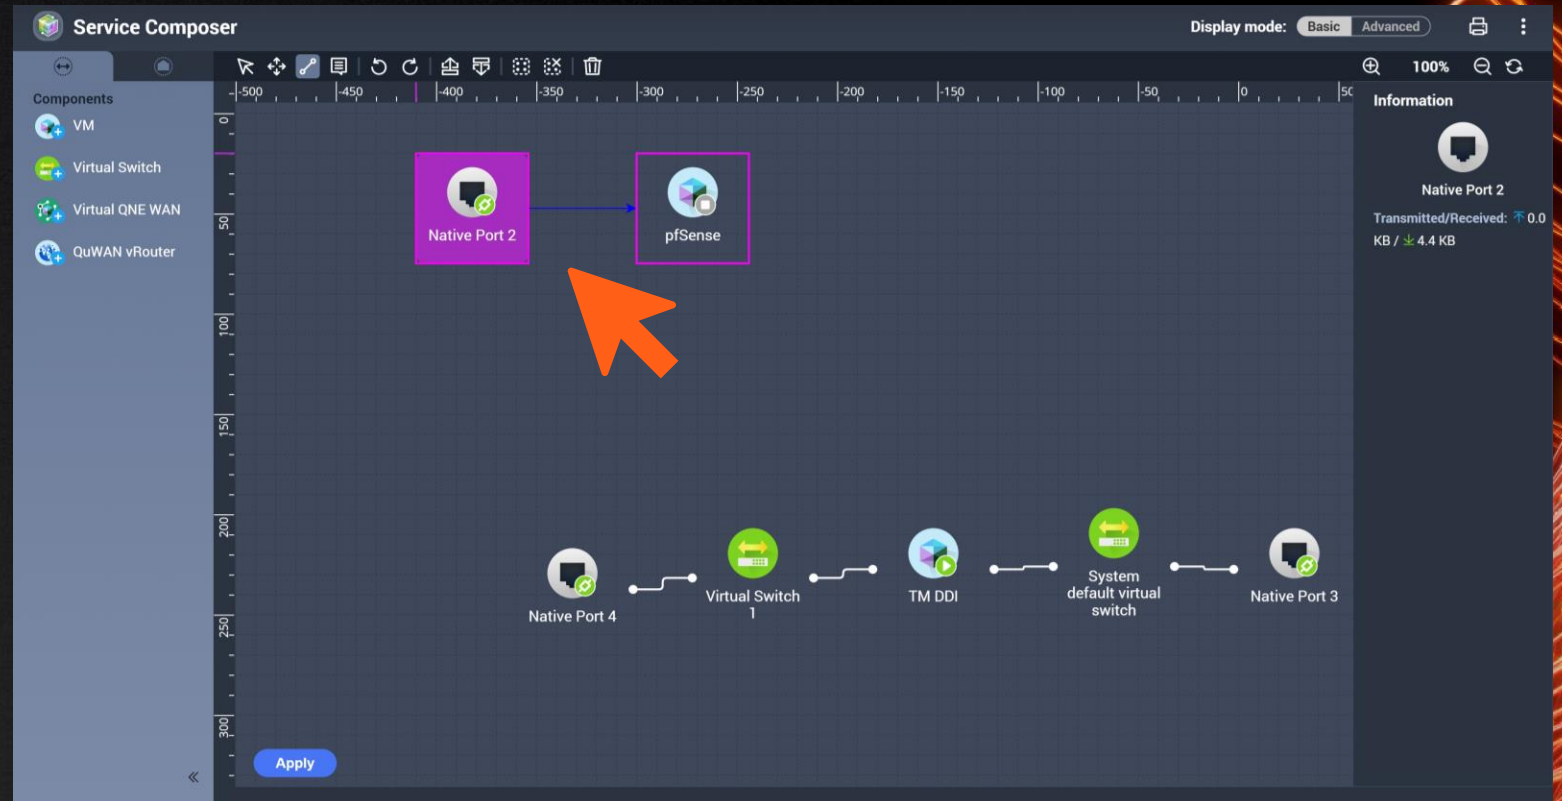 Service Composer
Display mode: Basic Advanced
100%
Components
VM
Virtual Switch
Virtual QNE WAN
QuWAN vRouter
-500 -450 -400 -350 -300 -250 -200 -150 -100 -50 0 50
0
50
100
150
200
250
300
Native Port 2
pfSense
Native Port 4
Virtual Switch
1
TM DDI
System
default virtual
switch
Native Port 3
Apply
Information
Native Port 2
Transmitted/Received: 0.0
KB / 4.4 KB